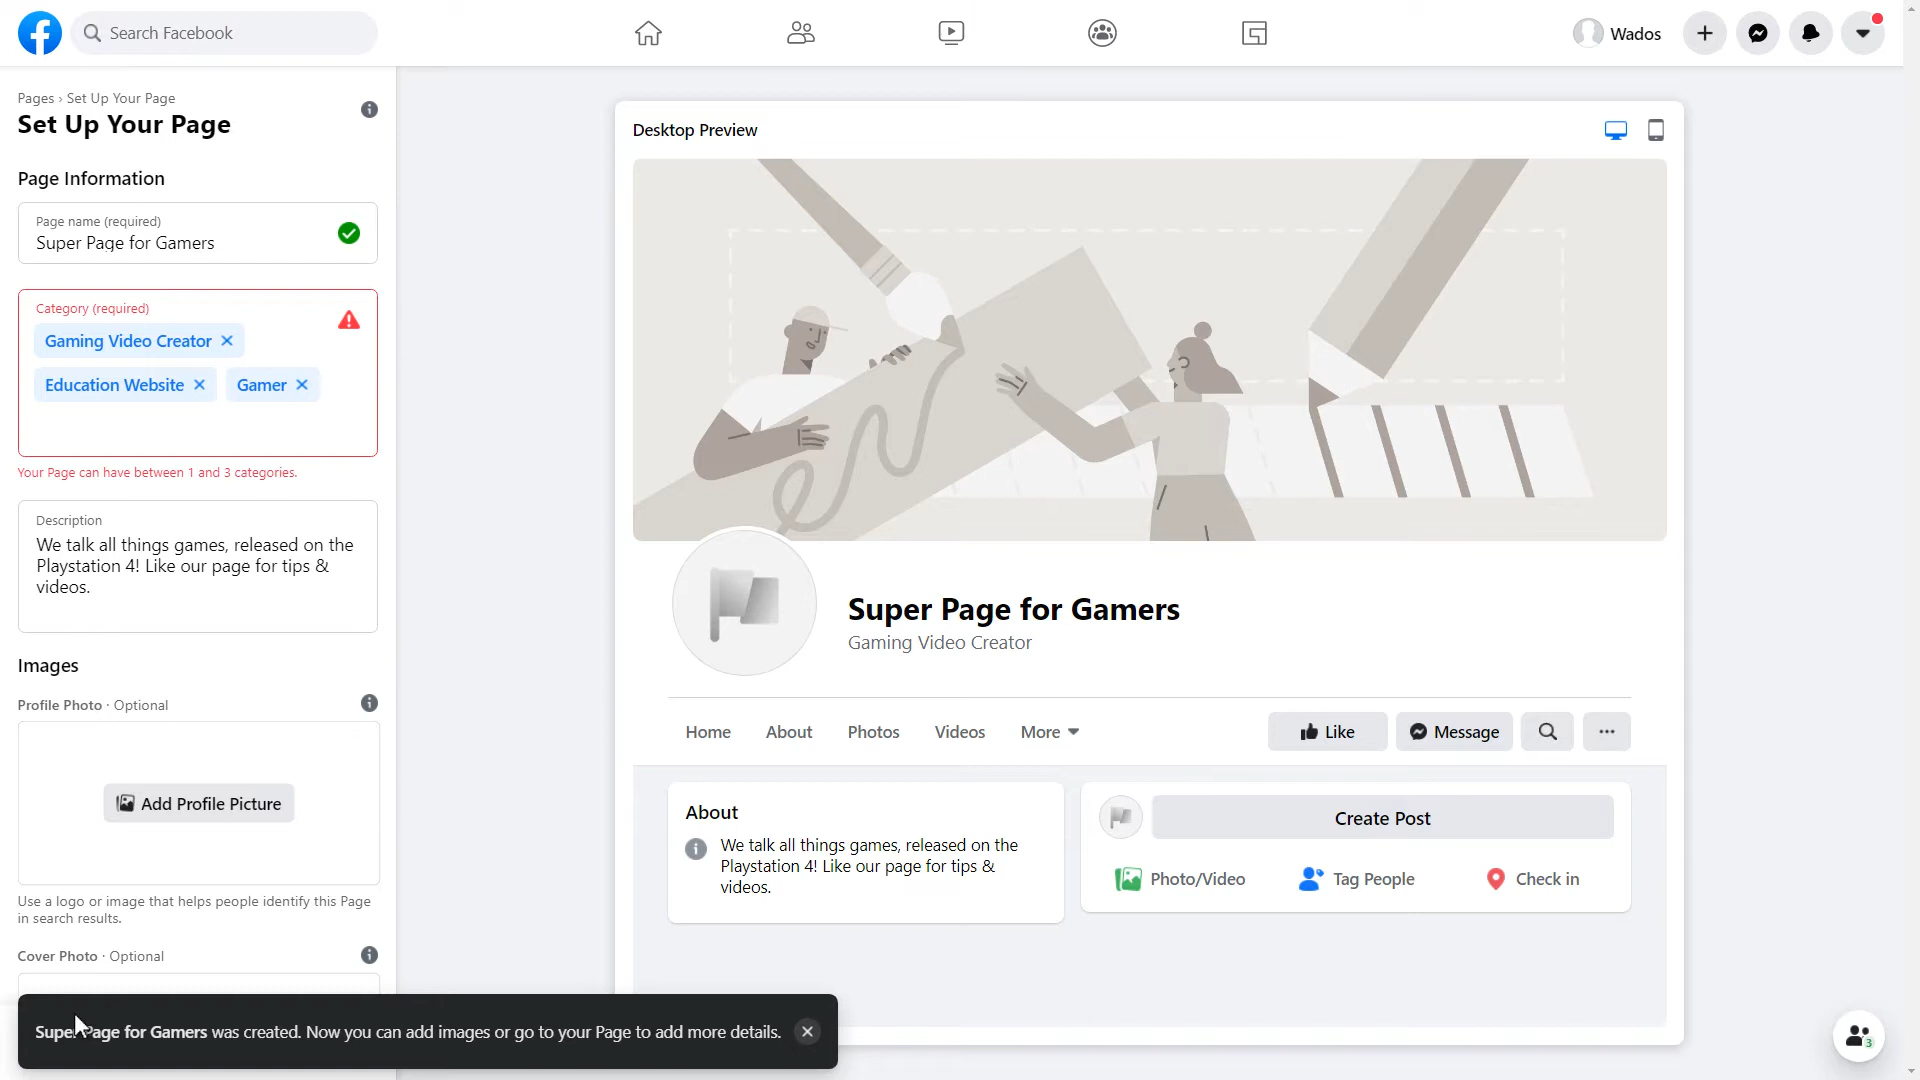 Search Facebook
Wados
Pages › Set Up Your Page
Set Up Your Page
Page Information
Page name (required)
Super Page for Gamers
Category (required)
Gaming Video Creator
Education Website
Gamer
Your Page can have between 1 and 3 categories.
Description
We talk all things games, released on the
Playstation 4! Like our page for tips &
videos.
Images
Profile Photo · Optional
Add Profile Picture
Use a logo or image that helps people identify this Page
in search results.
Cover Photo · Optional
Super Page for Gamers was created. Now you can add images or go to your Page to add more details.
Desktop Preview
Super Page for Gamers
Gaming Video Creator
Home About Photos Videos More
Like Message
About
We talk all things games, released on the
Playstation 4! Like our page for tips &
videos.
Create Post
Photo/Video Tag People Check in
3